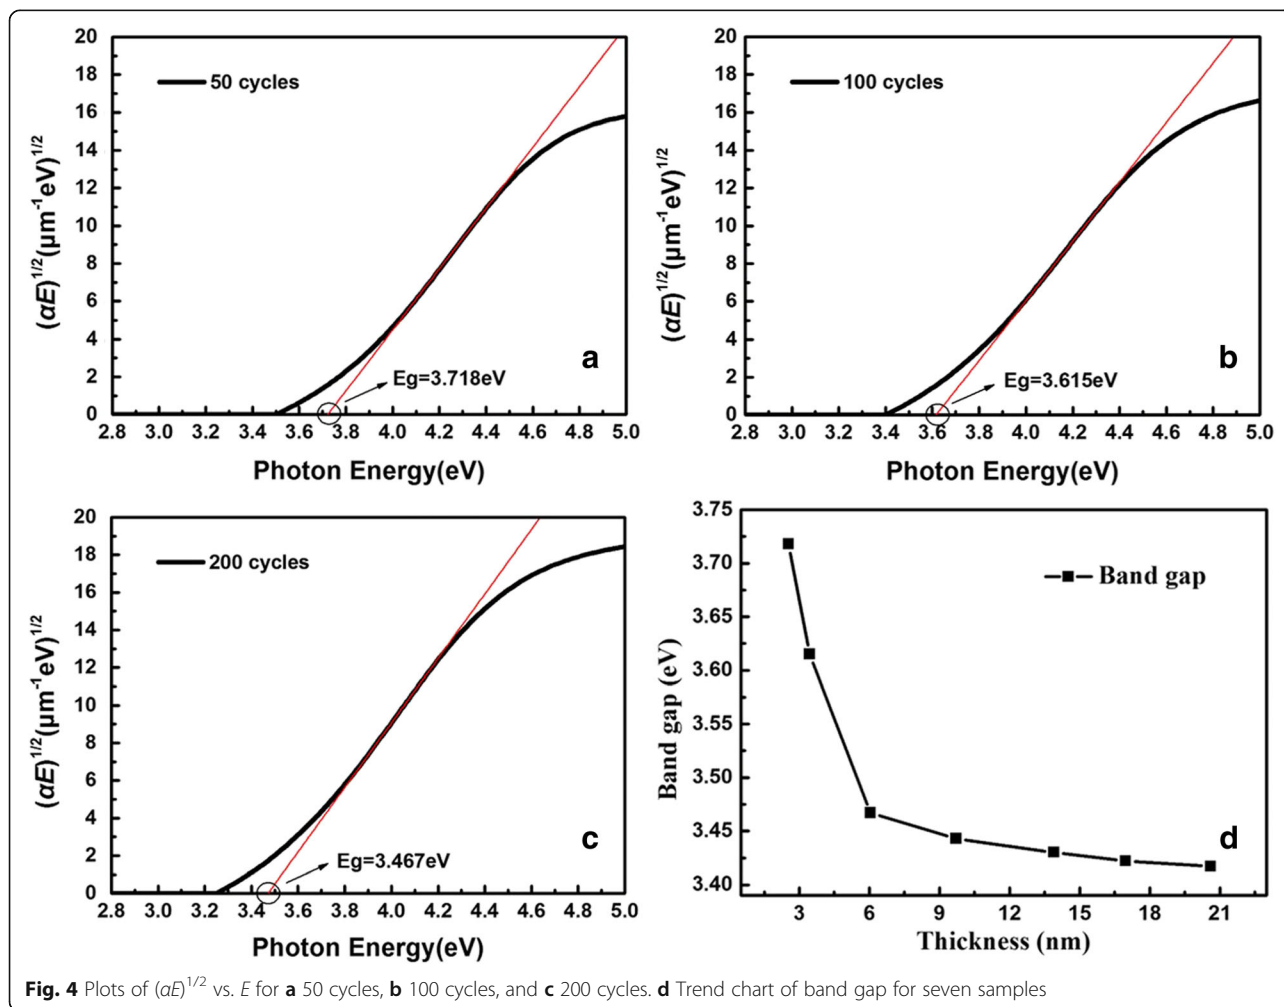 20
18
16
14
12
10
8
6
4
2
0
(αE)^1/2(μm^-1eV)^1/2
50 cycles
a
Eg=3.718eV
2.8 3.0 3.2 3.4 3.6 3.8 4.0 4.2 4.4 4.6 4.8 5.0
Photon Energy(eV)
20
18
16
14
12
10
8
6
4
2
0
(αE)^1/2(μm^-1eV)^1/2
100 cycles
b
Eg=3.615eV
2.8 3.0 3.2 3.4 3.6 3.8 4.0 4.2 4.4 4.6 4.8 5.0
Photon Energy(eV)
20
18
16
14
12
10
8
6
4
2
0
(αE)^1/2(μm^-1eV)^1/2
200 cycles
c
Eg=3.467eV
2.8 3.0 3.2 3.4 3.6 3.8 4.0 4.2 4.4 4.6 4.8 5.0
Photon Energy(eV)
3.75
3.70
3.65
3.60
3.55
3.50
3.45
3.40
Band gap (eV)
Band gap
d
3 6 9 12 15 18 21
Thickness (nm)
Fig. 4 Plots of (αE)^1/2 vs. E for a 50 cycles, b 100 cycles, and c 200 cycles. d Trend chart of band gap for seven samples